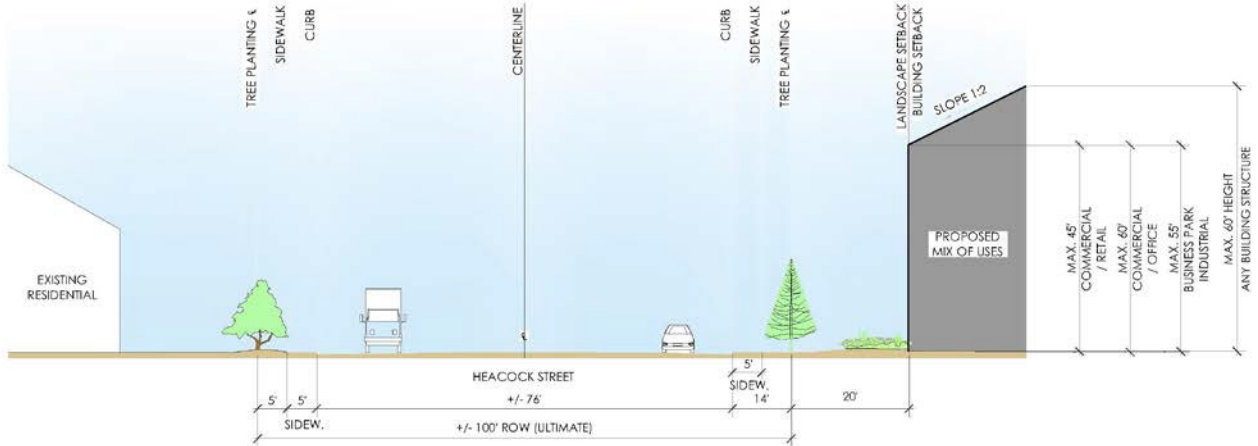 TREE PLANTING ℄
SIDEWALK
CURB
CENTERLINE
CURB
SIDEWALK
TREE PLANTING ℄
LANDSCAPE SETBACK
BUILDING SETBACK
SLOPE 1:2
EXISTING
RESIDENTIAL
PROPOSED
MIX OF USES
MAX. 45'
COMMERCIAL
/ RETAIL
MAX. 60'
COMMERCIAL
/ OFFICE
MAX. 55'
BUSINESS PARK
INDUSTRIAL
MAX. 60' HEIGHT
ANY BUILDING STRUCTURE
℄
HEACOCK STREET
5'
SIDEW.
5'
5'
+/- 76'
14'
20'
SIDEW.
+/- 100' ROW (ULTIMATE)